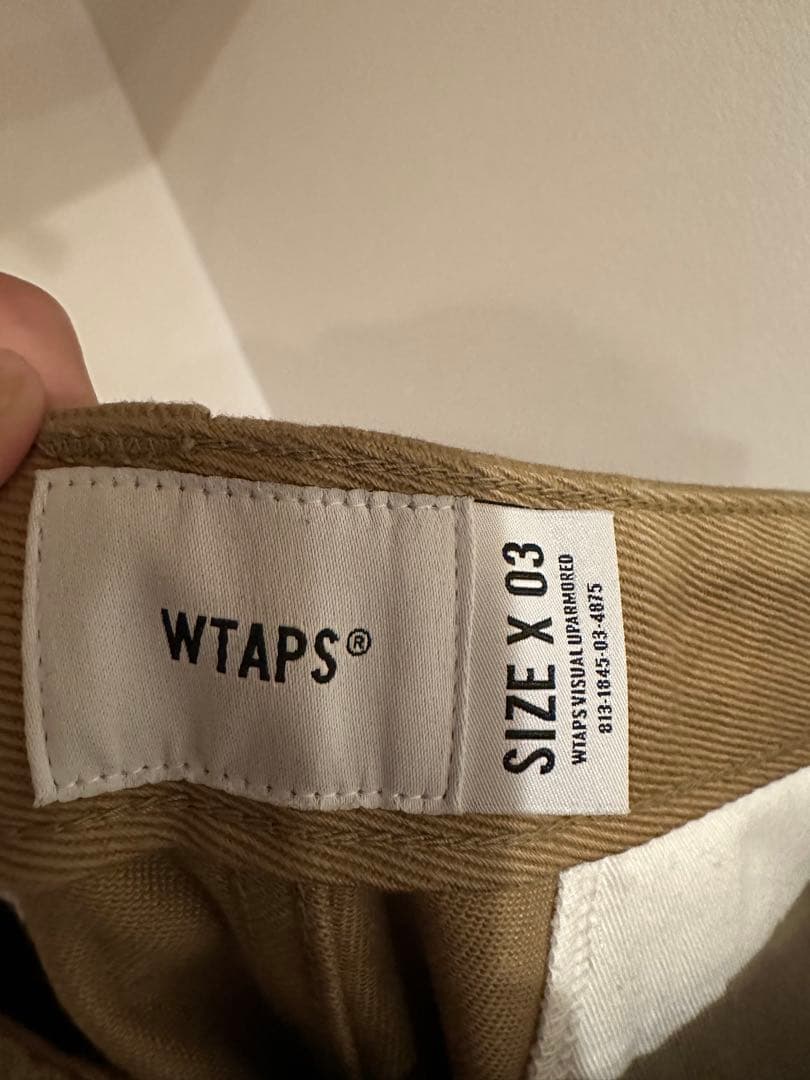 WTAPS®
SIZE X 03
WTAPS VISUAL UPARMORED
813-1845-03-4875